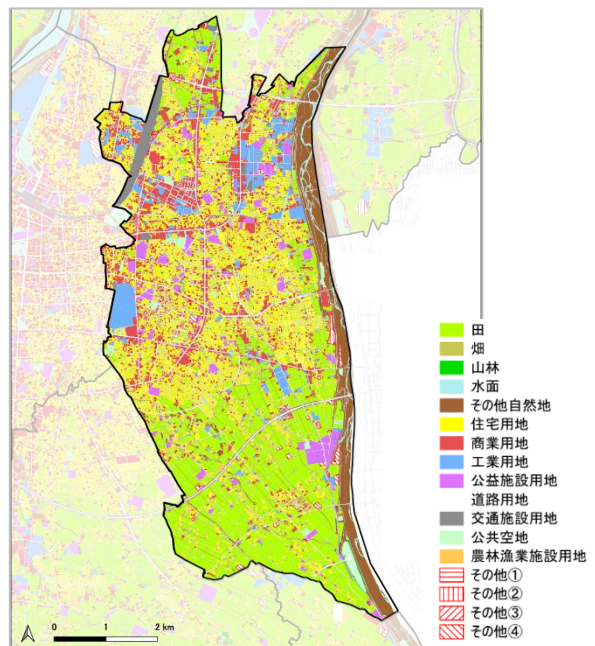 田
畑
山林
水面
その他自然地
住宅用地
商業用地
工業用地
公益施設用地
道路用地
交通施設用地
公共空地
農林漁業施設用地
その他①
その他②
その他③
その他④
0 1 2 km